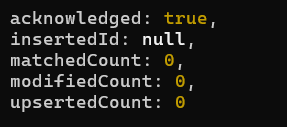 acknowledged: true,
insertedId: null,
matchedCount: 0,
modifiedCount: 0,
upsertedCount: 0